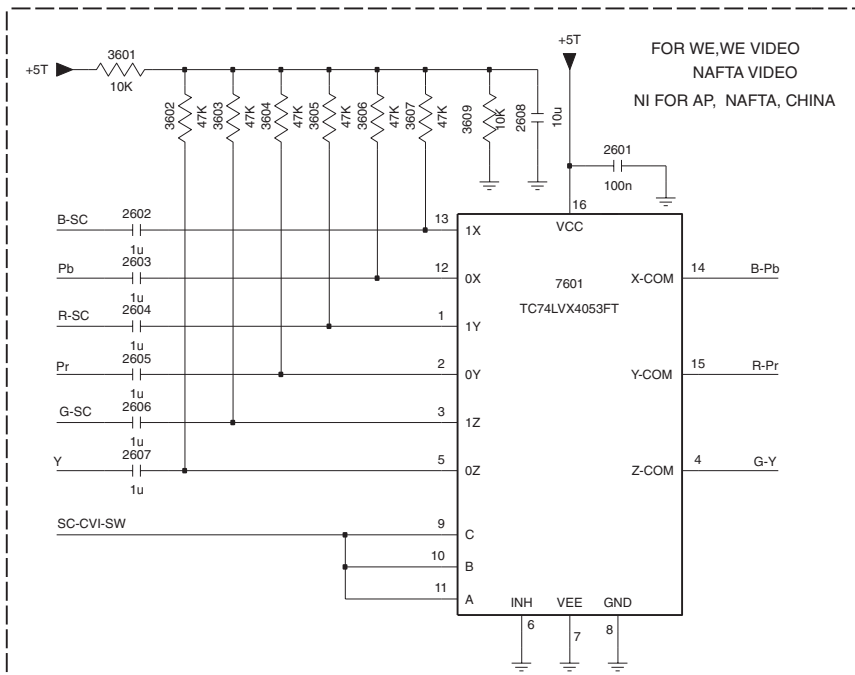 FOR WE,WE VIDEO
NAFTA VIDEO
NI FOR AP, NAFTA, CHINA
+5T
3601
10K
+5T
3602
47K
3603
47K
3604
47K
3605
47K
3606
47K
3607
47K
3609
10K
2608
10u
2601
100n
16
VCC
B-SC
2602
1u
13
1X
Pb
2603
1u
12
0X
7601
X-COM
14
B-Pb
TC74LVX4053FT
R-SC
2604
1u
1
1Y
Pr
2605
1u
2
0Y
Y-COM
15
R-Pr
G-SC
2606
1u
3
1Z
Y
2607
1u
5
0Z
Z-COM
4
G-Y
SC-CVI-SW
9
C
10
B
11
A
INH
VEE
GND
6
7
8